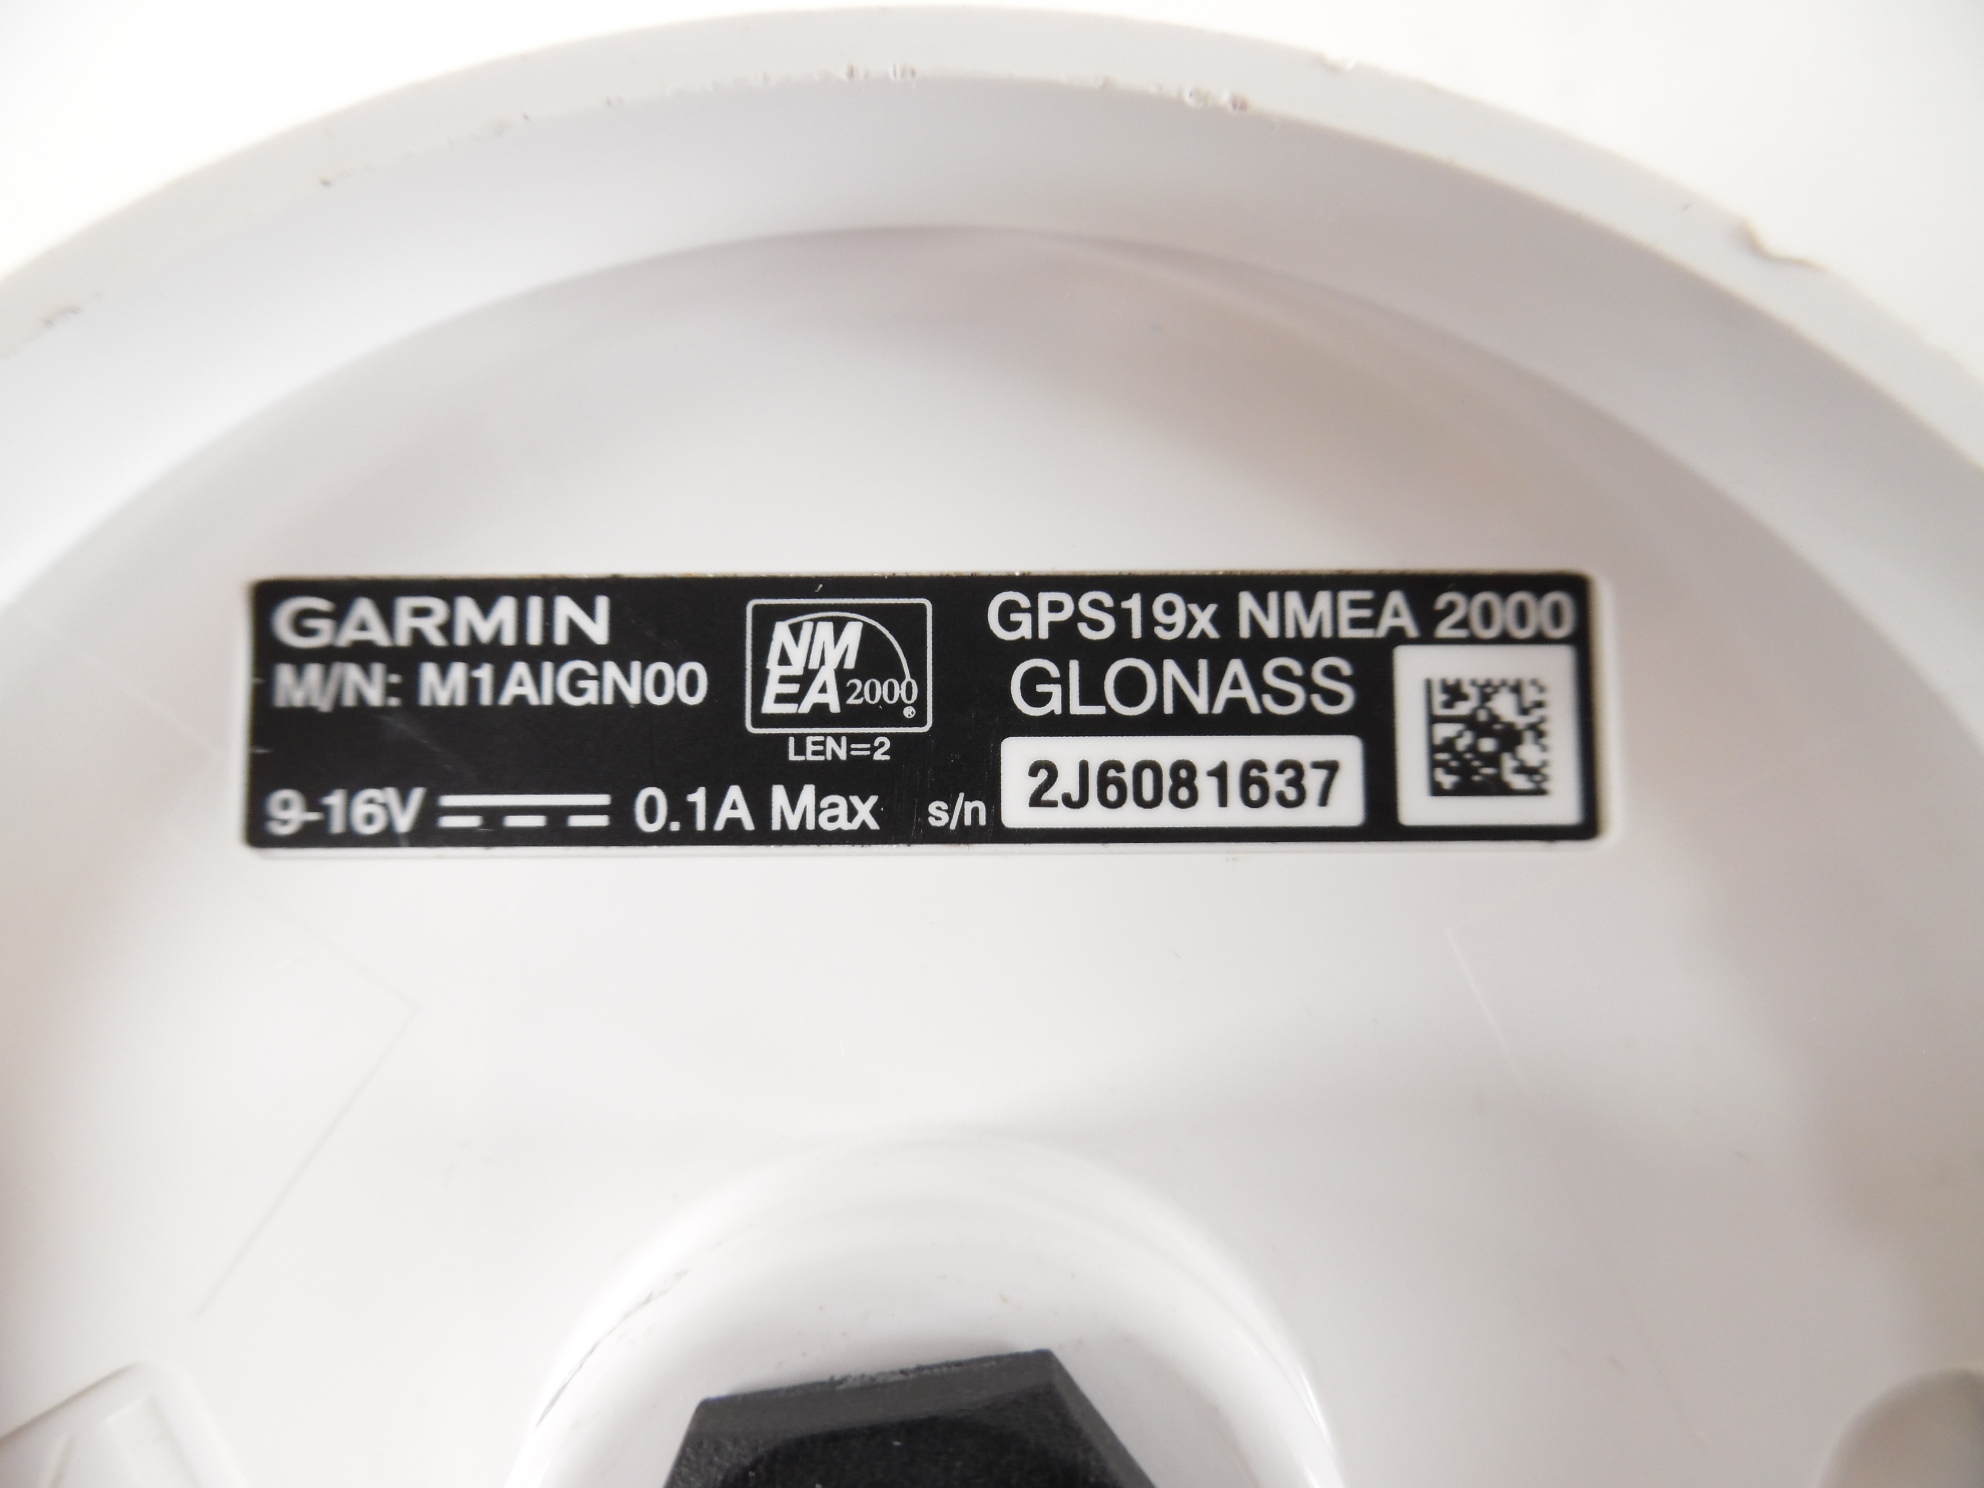 GARMIN
M/N: M1AIGN00
9-16V 0.1A Max
NMEA 2000®
LEN=2
GPS19x NMEA 2000
GLONASS
s/n 2J6081637